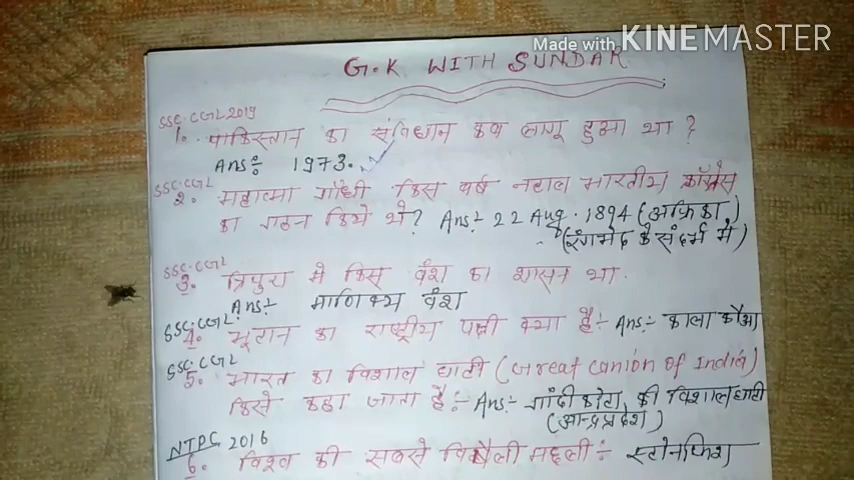 Made with KINEMASTER
G.K. WITH SUNDAR
SSC.CGL 2019
1. पाकिस्तान का संविधान कब लागू हुआ था ?
Ans:- 1973.
SSC.CGL
2. महात्मा गाँधी किस वर्ष नटाल भारतीय काँग्रेस
का गठन किये थे? Ans:- 22 Aug. 1894 (अफ्रिका)
(रंगभेद के संदर्भ में)
SSC.CGL
3. त्रिपुरा मे किस वंश का शासन था.
Ans:- माणिक्य वंश
SSC.CGL
4. भूटान का राष्ट्रीय पक्षी क्या है:- Ans:- काला कौआ
SSC.CGL
5. भारत का विशाल घाटी (Great canion of India)
किसे कहा जाता है:- Ans:- गांदीकोटा की विशाल घाटी
(आन्ध्रप्रदेश)
NTPC 2016
6. विश्व की सबसे विषैली मछली:- स्टोनफिश